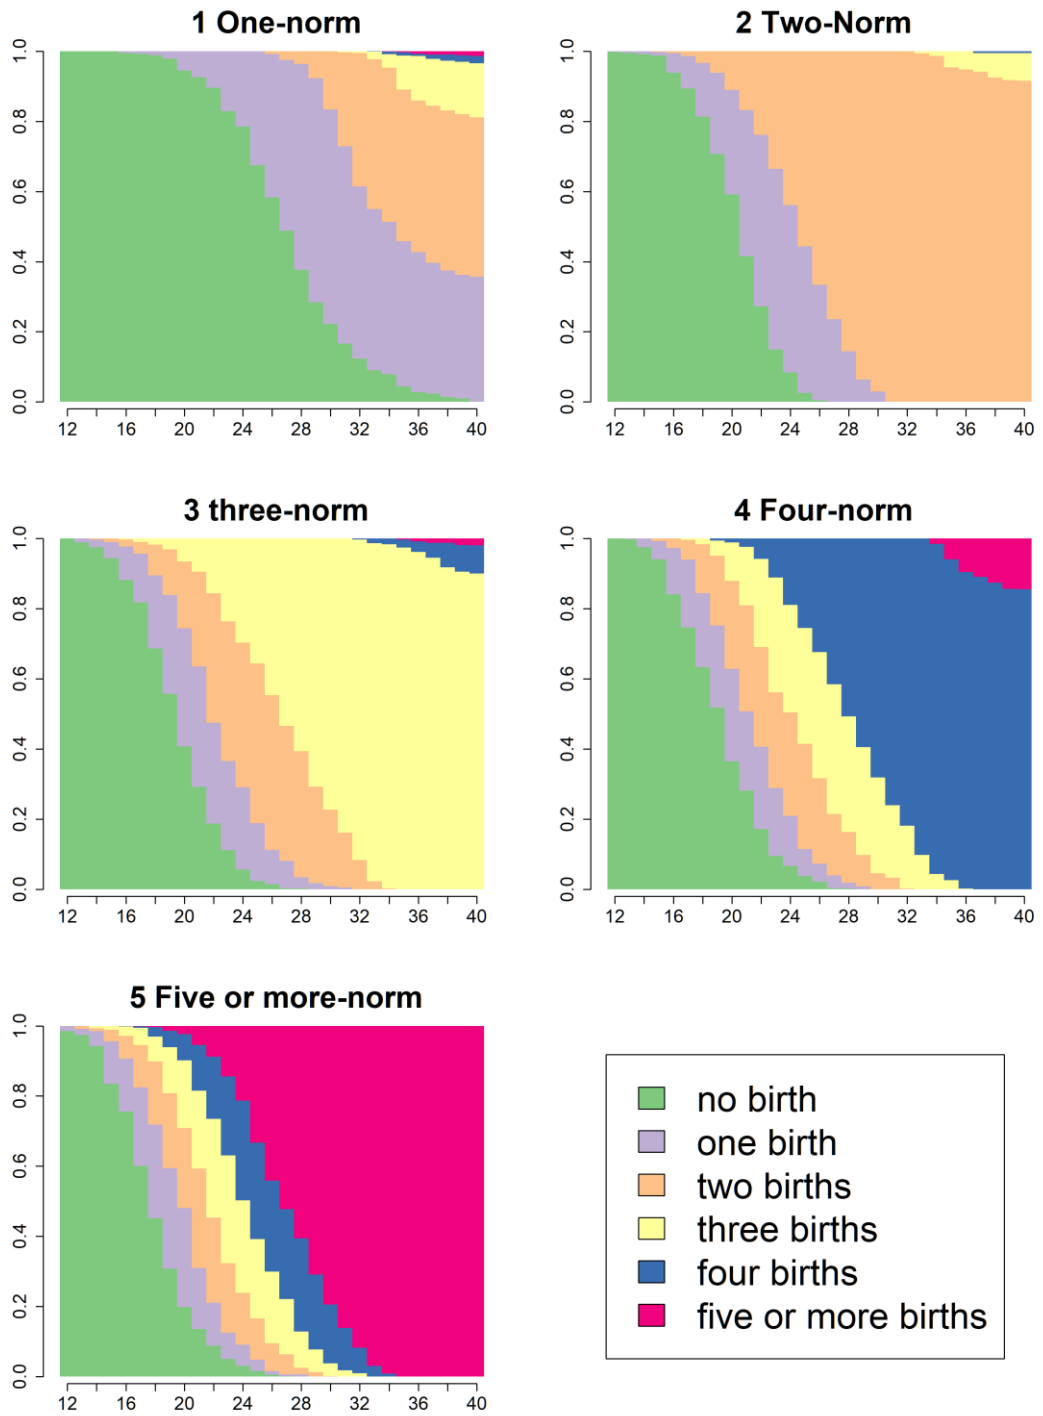 1 One-norm
2 Two-Norm
1.0
0.8
0.6
0.4
0.2
0.0
12 16 20 24 28 32 36 40
1.0
0.8
0.6
0.4
0.2
0.0
12 16 20 24 28 32 36 40
3 three-norm
4 Four-norm
1.0
0.8
0.6
0.4
0.2
0.0
12 16 20 24 28 32 36 40
1.0
0.8
0.6
0.4
0.2
0.0
12 16 20 24 28 32 36 40
5 Five or more-norm
1.0
0.8
0.6
0.4
0.2
0.0
12 16 20 24 28 32 36 40
no birth
one birth
two births
three births
four births
five or more births